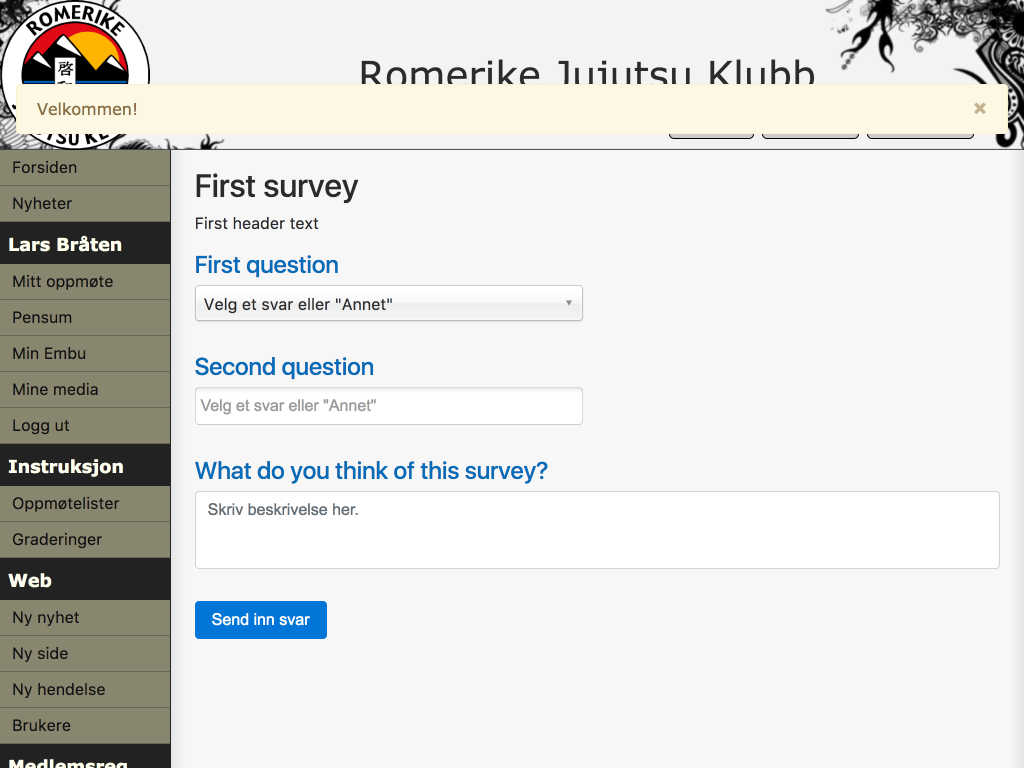 ROMERIKE
啓
Romerike Jujutsu Klubb
Velkommen!
×
Forsiden
Nyheter
Lars Bråten
Mitt oppmøte
Pensum
Min Embu
Mine media
Logg ut
Instruksjon
Oppmøtelister
Graderinger
Web
Ny nyhet
Ny side
Ny hendelse
Brukere
Medlemsreg
First survey
First header text
First question
Velg et svar eller "Annet"
Second question
Velg et svar eller "Annet"
What do you think of this survey?
Skriv beskrivelse her.
Send inn svar